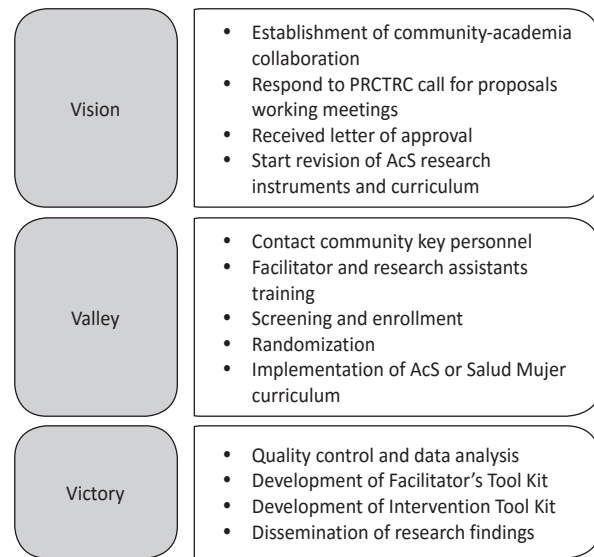 Vision
• Establishment of community-academia
collaboration
• Respond to PRCTRC call for proposals
working meetings
• Received letter of approval
• Start revision of AcS research
instruments and curriculum
Valley
• Contact community key personnel
• Facilitator and research assistants
training
• Screening and enrollment
• Randomization
• Implementation of AcS or Salud Mujer
curriculum
Victory
• Quality control and data analysis
• Development of Facilitator’s Tool Kit
• Development of Intervention Tool Kit
• Dissemination of research findings